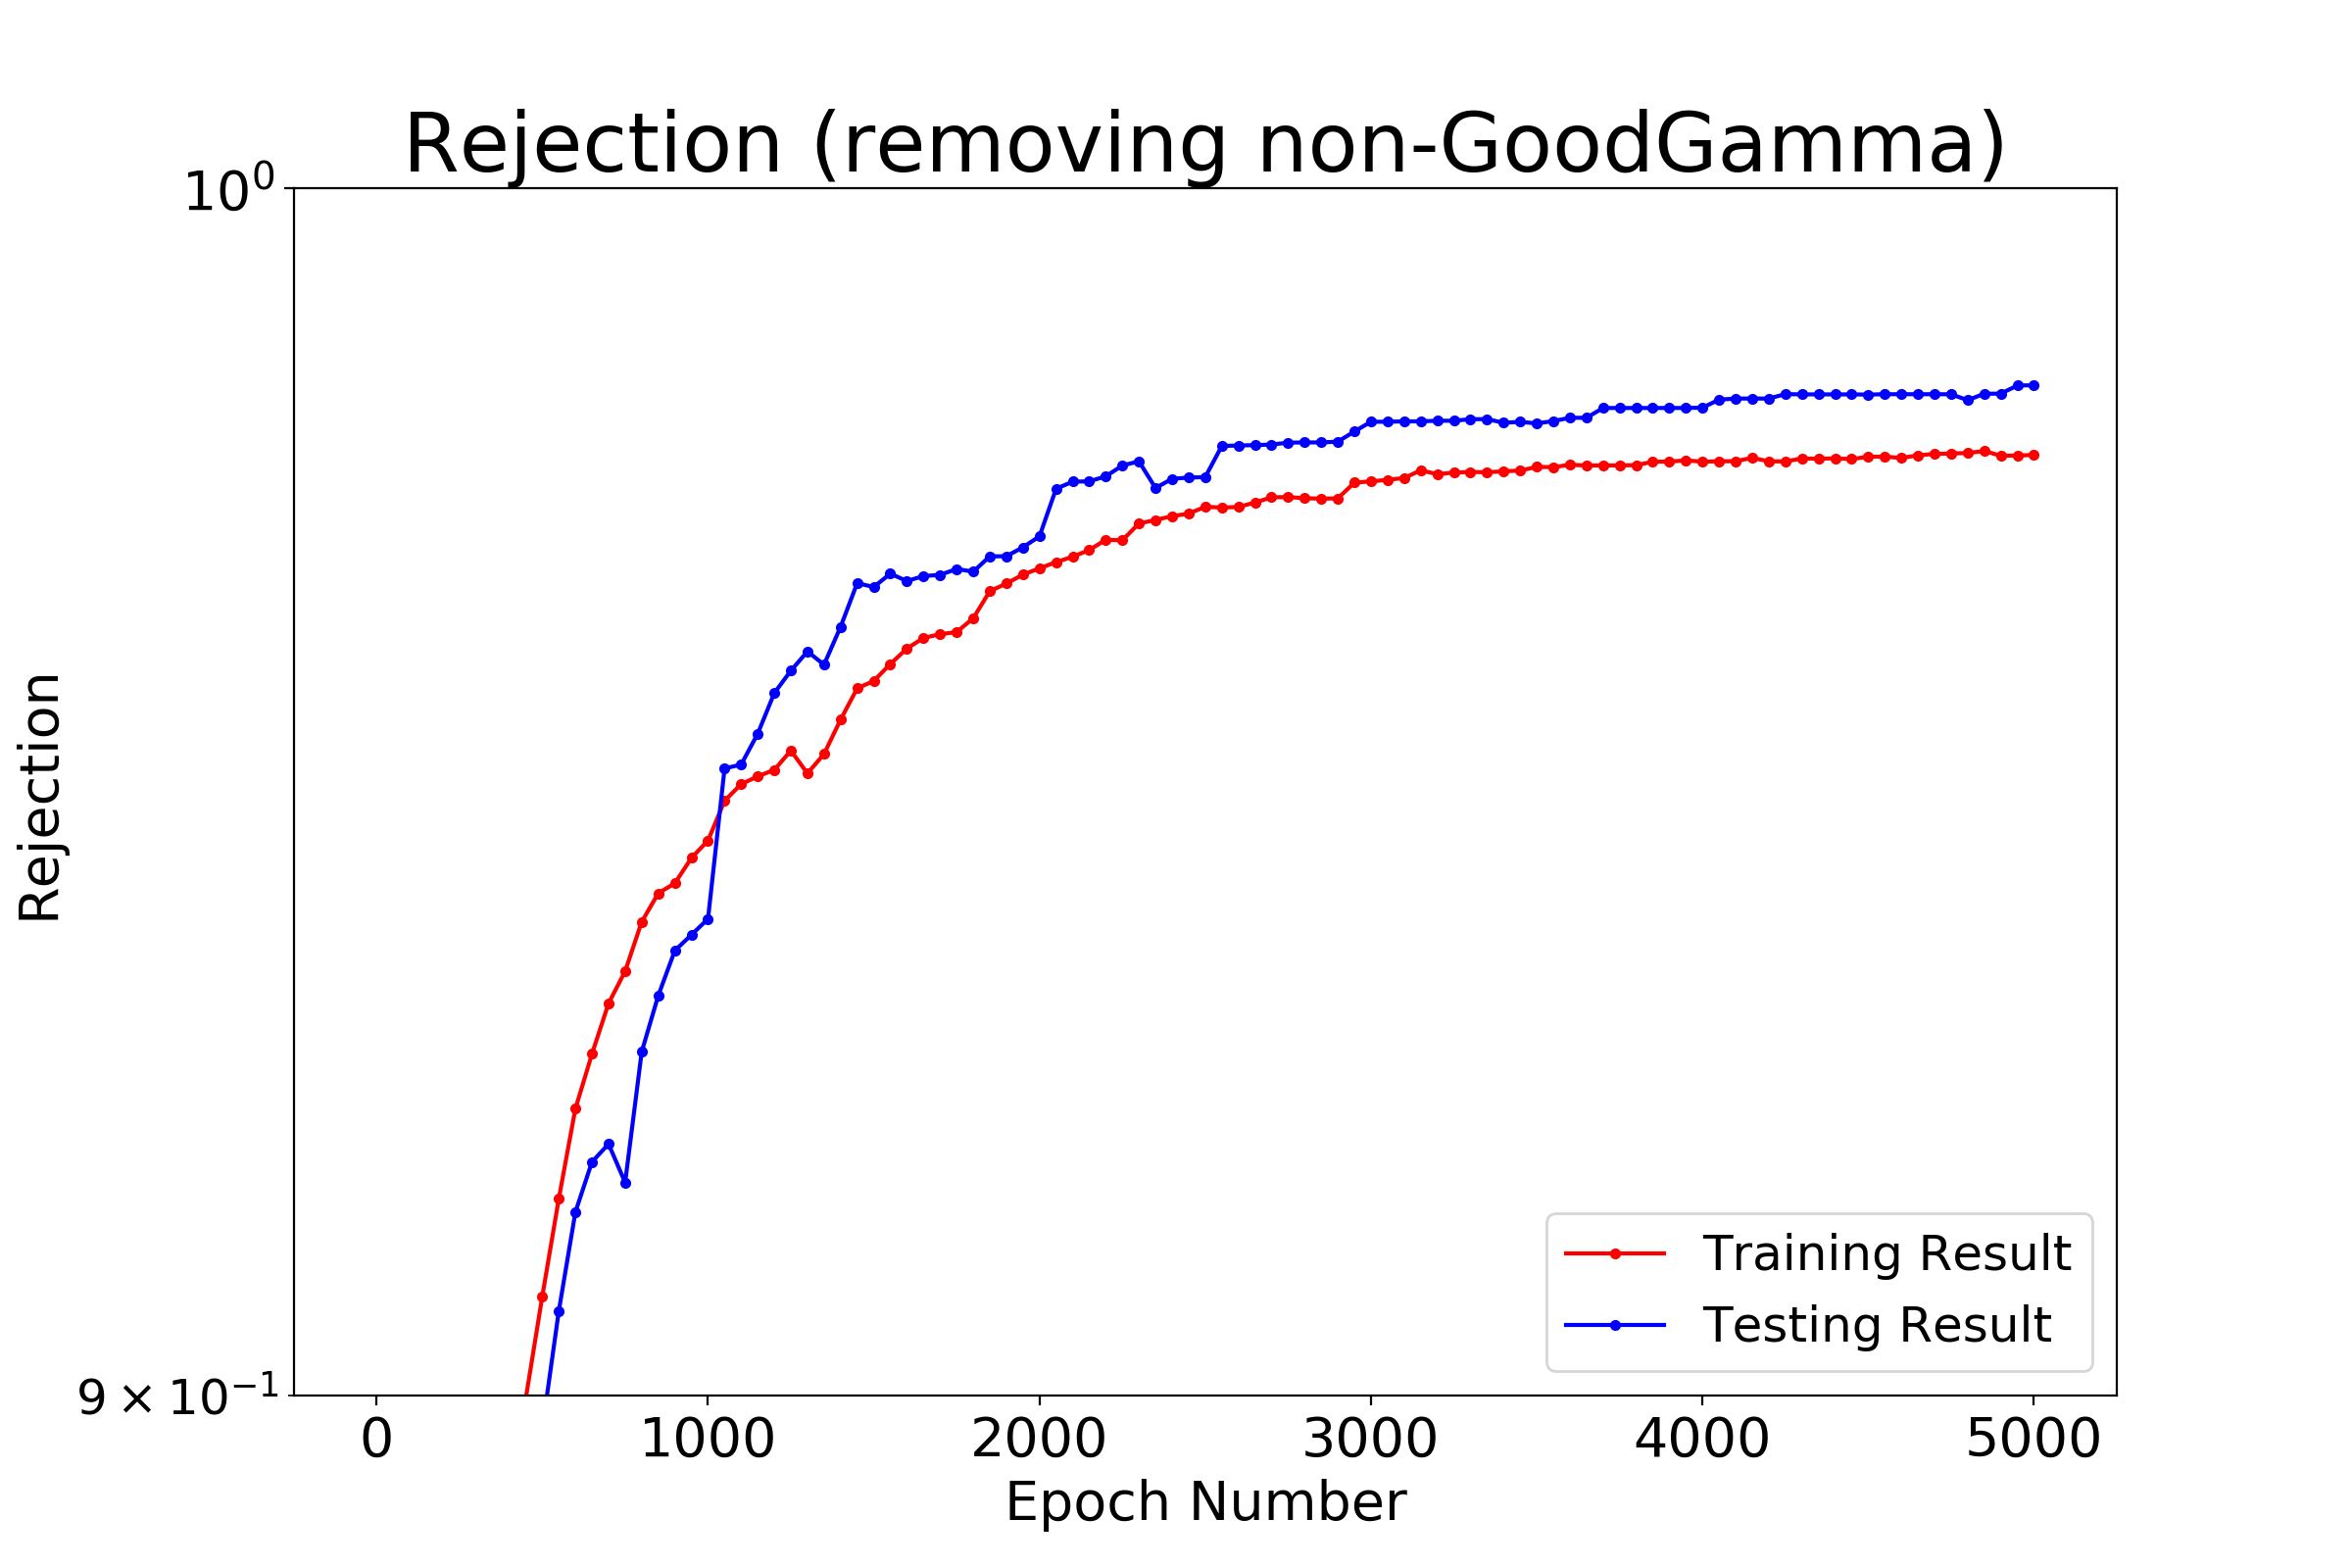 Rejection (removing non-GoodGamma)
10⁰
Rejection
9 × 10⁻¹
0 1000 2000 3000 4000 5000
Epoch Number
Training Result
Testing Result